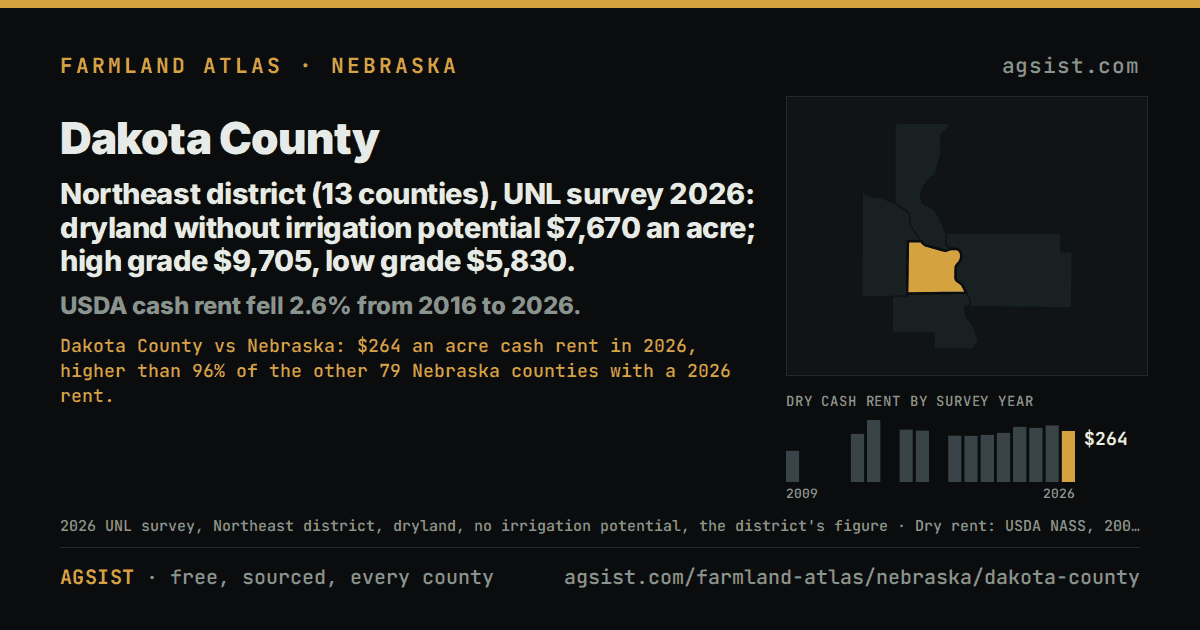 FARMLAND ATLAS · NEBRASKA
agsist.com
Dakota County
Northeast district (13 counties), UNL survey 2026:
dryland without irrigation potential $7,670 an acre;
high grade $9,705, low grade $5,830.
USDA cash rent fell 2.6% from 2016 to 2026.
Dakota County vs Nebraska: $264 an acre cash rent in 2026,
higher than 96% of the other 79 Nebraska counties with a 2026
rent.
DRY CASH RENT BY SURVEY YEAR
$264
2009
2026
2026 UNL survey, Northeast district, dryland, no irrigation potential, the district's figure · Dry rent: USDA NASS, 200…
AGSIST · free, sourced, every county
agsist.com/farmland-atlas/nebraska/dakota-county